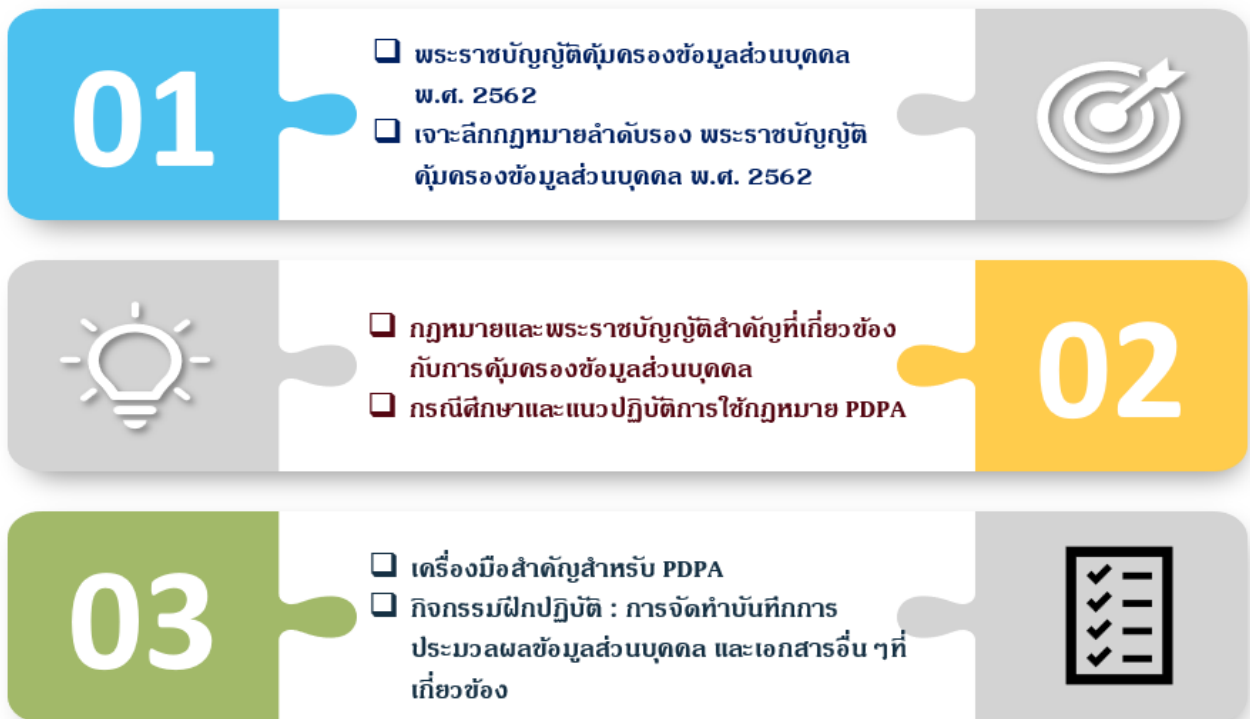 01
❑ พระราชบัญญัติคุ้มครองข้อมูลส่วนบุคคล
พ.ศ. 2562
❑ เจาะลึกกฎหมายลำดับรอง พระราชบัญญัติ
คุ้มครองข้อมูลส่วนบุคคล พ.ศ. 2562
❑ กฎหมายและพระราชบัญญัติสำคัญที่เกี่ยวข้อง
กับการคุ้มครองข้อมูลส่วนบุคคล
❑ กรณีศึกษาและแนวปฏิบัติการใช้กฎหมาย PDPA
02
03
❑ เครื่องมือสำคัญสำหรับ PDPA
❑ กิจกรรมฝึกปฏิบัติ : การจัดทำบันทึกการ
ประมวลผลข้อมูลส่วนบุคคล และเอกสารอื่น ๆที่
เกี่ยวข้อง